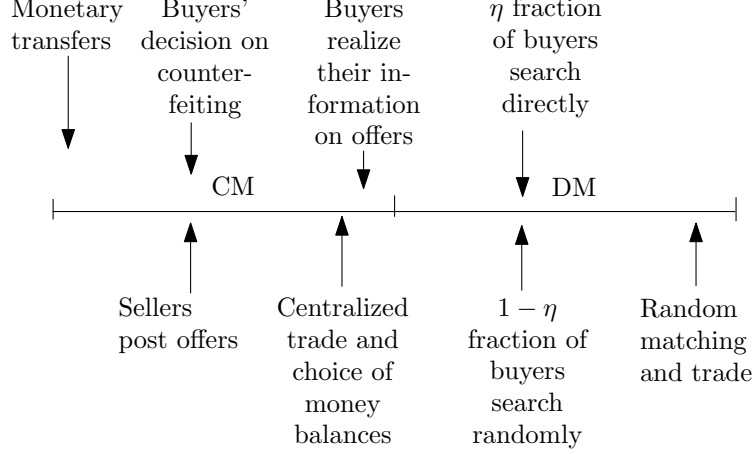 Monetary
transfers
Buyers'
decision on
counter-
feiting
Buyers
realize
their in-
formation
on offers
η fraction
of buyers
search
directly
CM
DM
Sellers
post offers
Centralized
trade and
choice of
money
balances
1 − η
fraction of
buyers
search
randomly
Random
matching
and trade